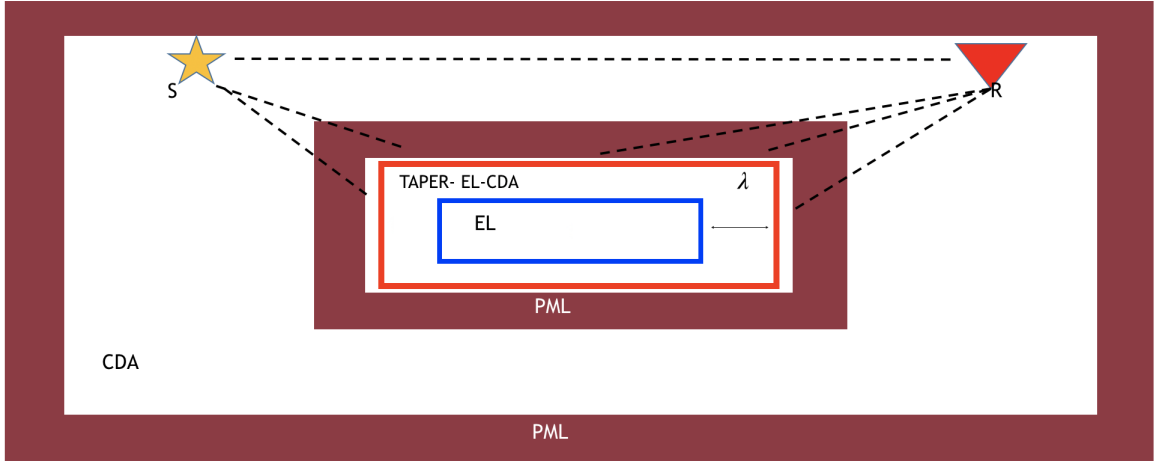 S
R
TAPER- EL-CDA
λ
EL
PML
CDA
PML